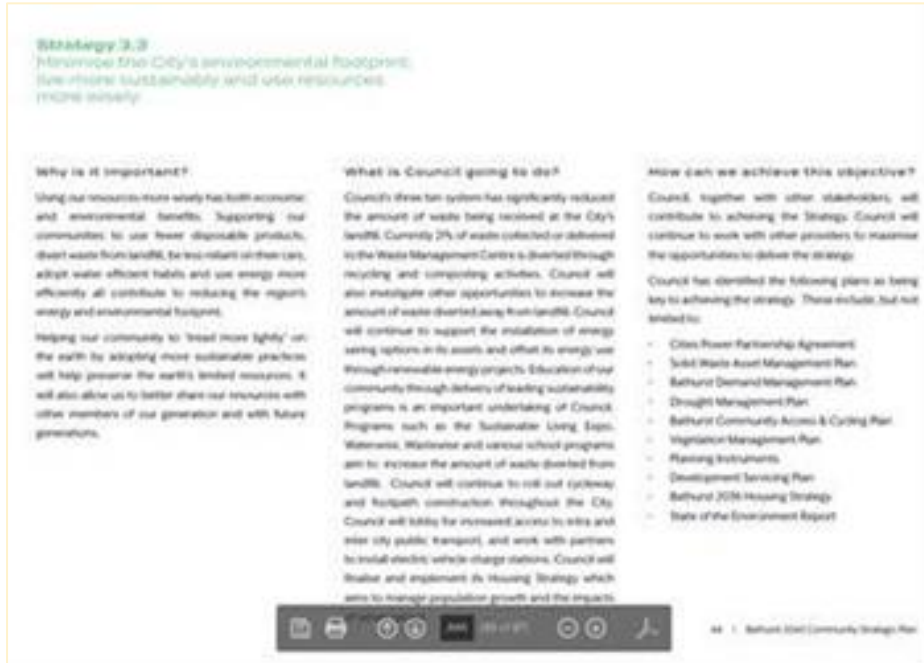 Strategy 3.3
Minimise the City's environmental footprint,
live more sustainably and use resources
more wisely.
Why is it important?
Using our resources more wisely has both economic
and environmental benefits. Supporting our
communities to use fewer disposable products,
divert waste from landfill, be less reliant on their cars,
adopt water efficient habits and use energy more
efficiently all contribute to reducing the region's
energy and environmental footprint.
Helping our community to 'tread more lightly' on
the earth by adopting more sustainable practices
will help preserve the earth's limited resources. It
will also allow us to better share our resources with
other members of our generation and with future
generations.
What is Council going to do?
Council's three bin system has significantly reduced
the amount of waste being received at the City's
landfill. Currently of waste collected or delivered
to the Waste Management Centre is diverted through
recycling and composting activities. Council will
also investigate other opportunities to increase the
amount of waste diverted away from landfill. Council
will continue to support the installation of energy
saving options in its assets and offset its energy use
through renewable energy projects. Education of our
community through delivery of leading sustainability
programs is an important undertaking of Council.
Programs such as the Sustainable Living Expo,
Waterwise, Wastewise and various school programs
aim to increase the amount of waste diverted from
landfill. Council will continue to roll out cycleway
and footpath construction throughout the City.
Council will lobby for increased access to intra and
inter city public transport, and work with partners
to install electric vehicle charge stations. Council will
finalise and implement its Housing Strategy which
aims to manage population growth and the impacts
How can we achieve this objective?
Council, together with other stakeholders, will
contribute to achieving the Strategy. Council will
continue to work with other providers to maximise
the opportunities to deliver the strategy.
Council has identified the following plans as being
key to achieving the strategy. These include, but not
limited to:
- Cities Power Partnership Agreement
- Solid Waste Asset Management Plan
- Bathurst Demand Management Plan
- Drought Management Plan
- Bathurst Community Access & Cycling Plan
- Vegetation Management Plan
- Planning Instruments
- Development Servicing Plan
- Bathurst 2036 Housing Strategy
- State of the Environment Report
| Bathurst 2040 Community Strategic Plan